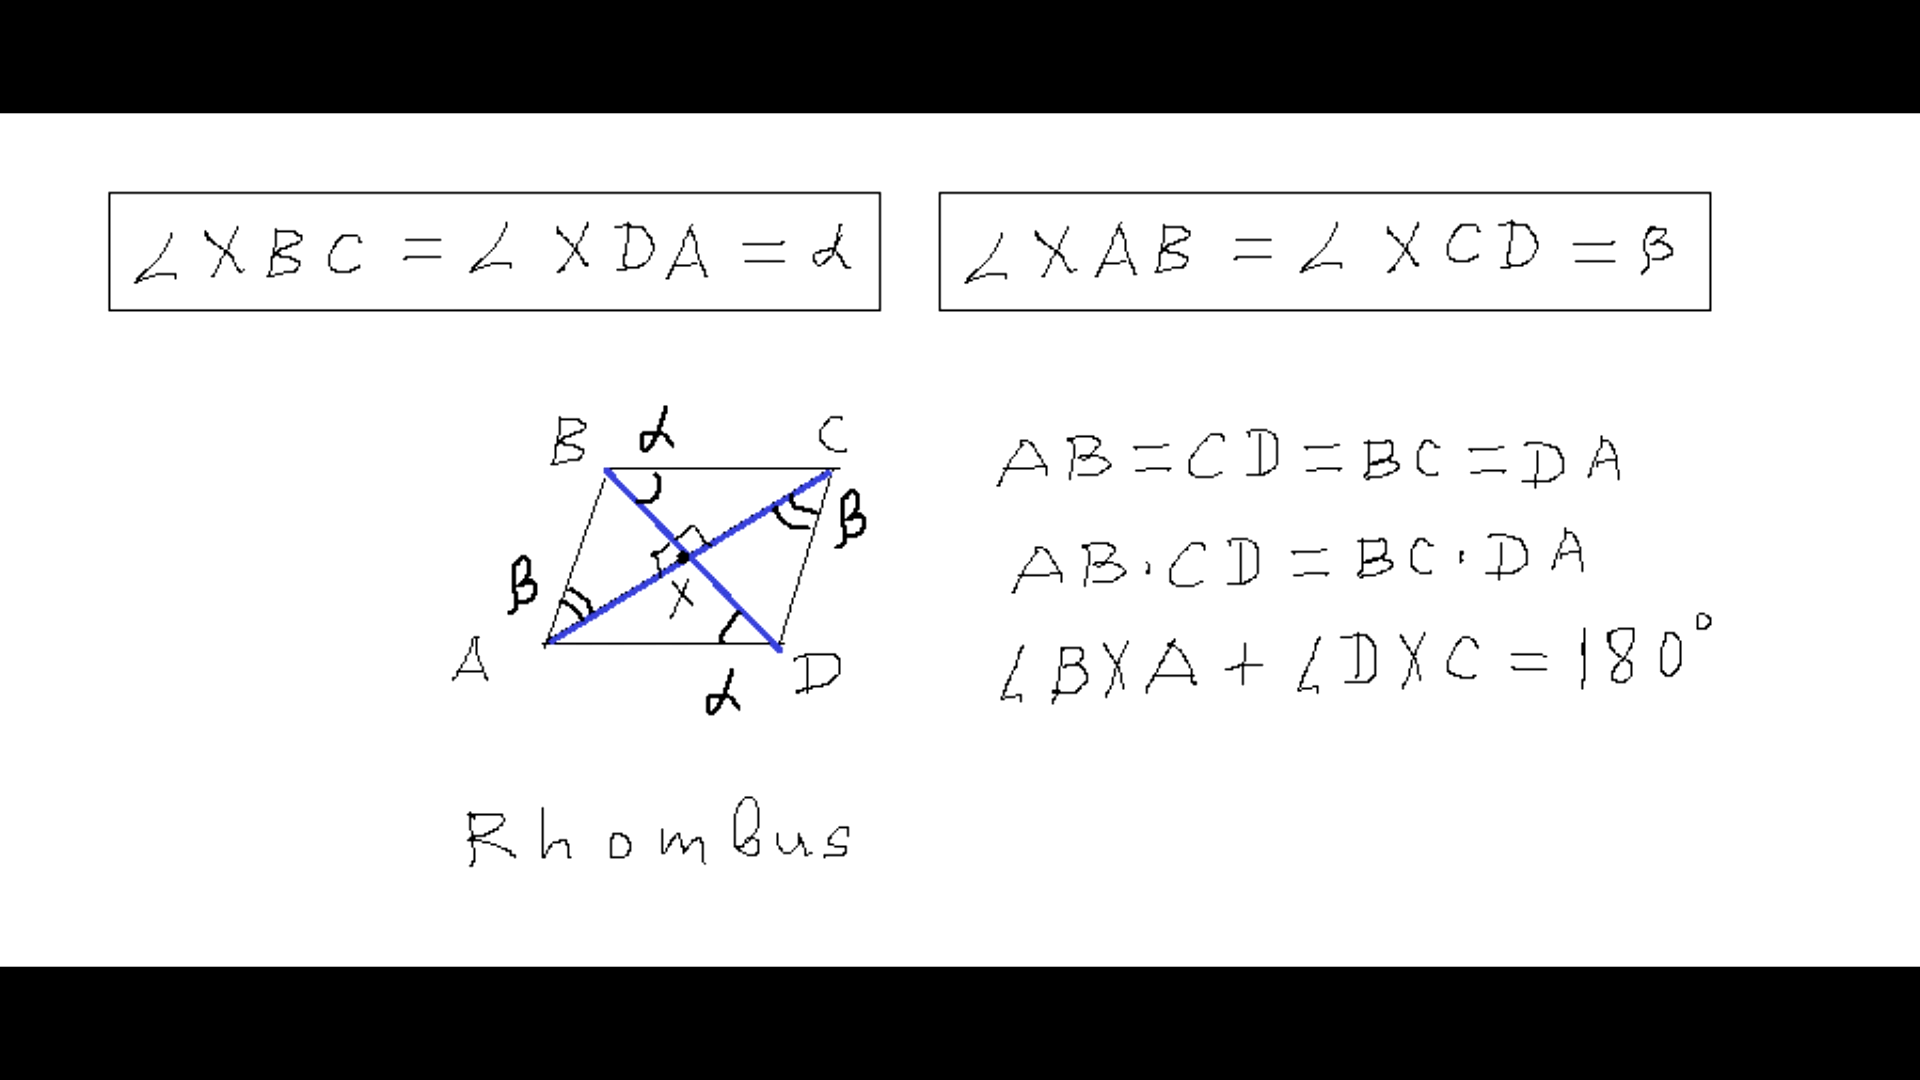 ∠XBC = ∠XDA = α
∠XAB = ∠XCD = β
B α C
β
β
X
A
D
α
AB = CD = BC = DA
AB · CD = BC · DA
∠BXA + ∠DXC = 180°
Rhombus